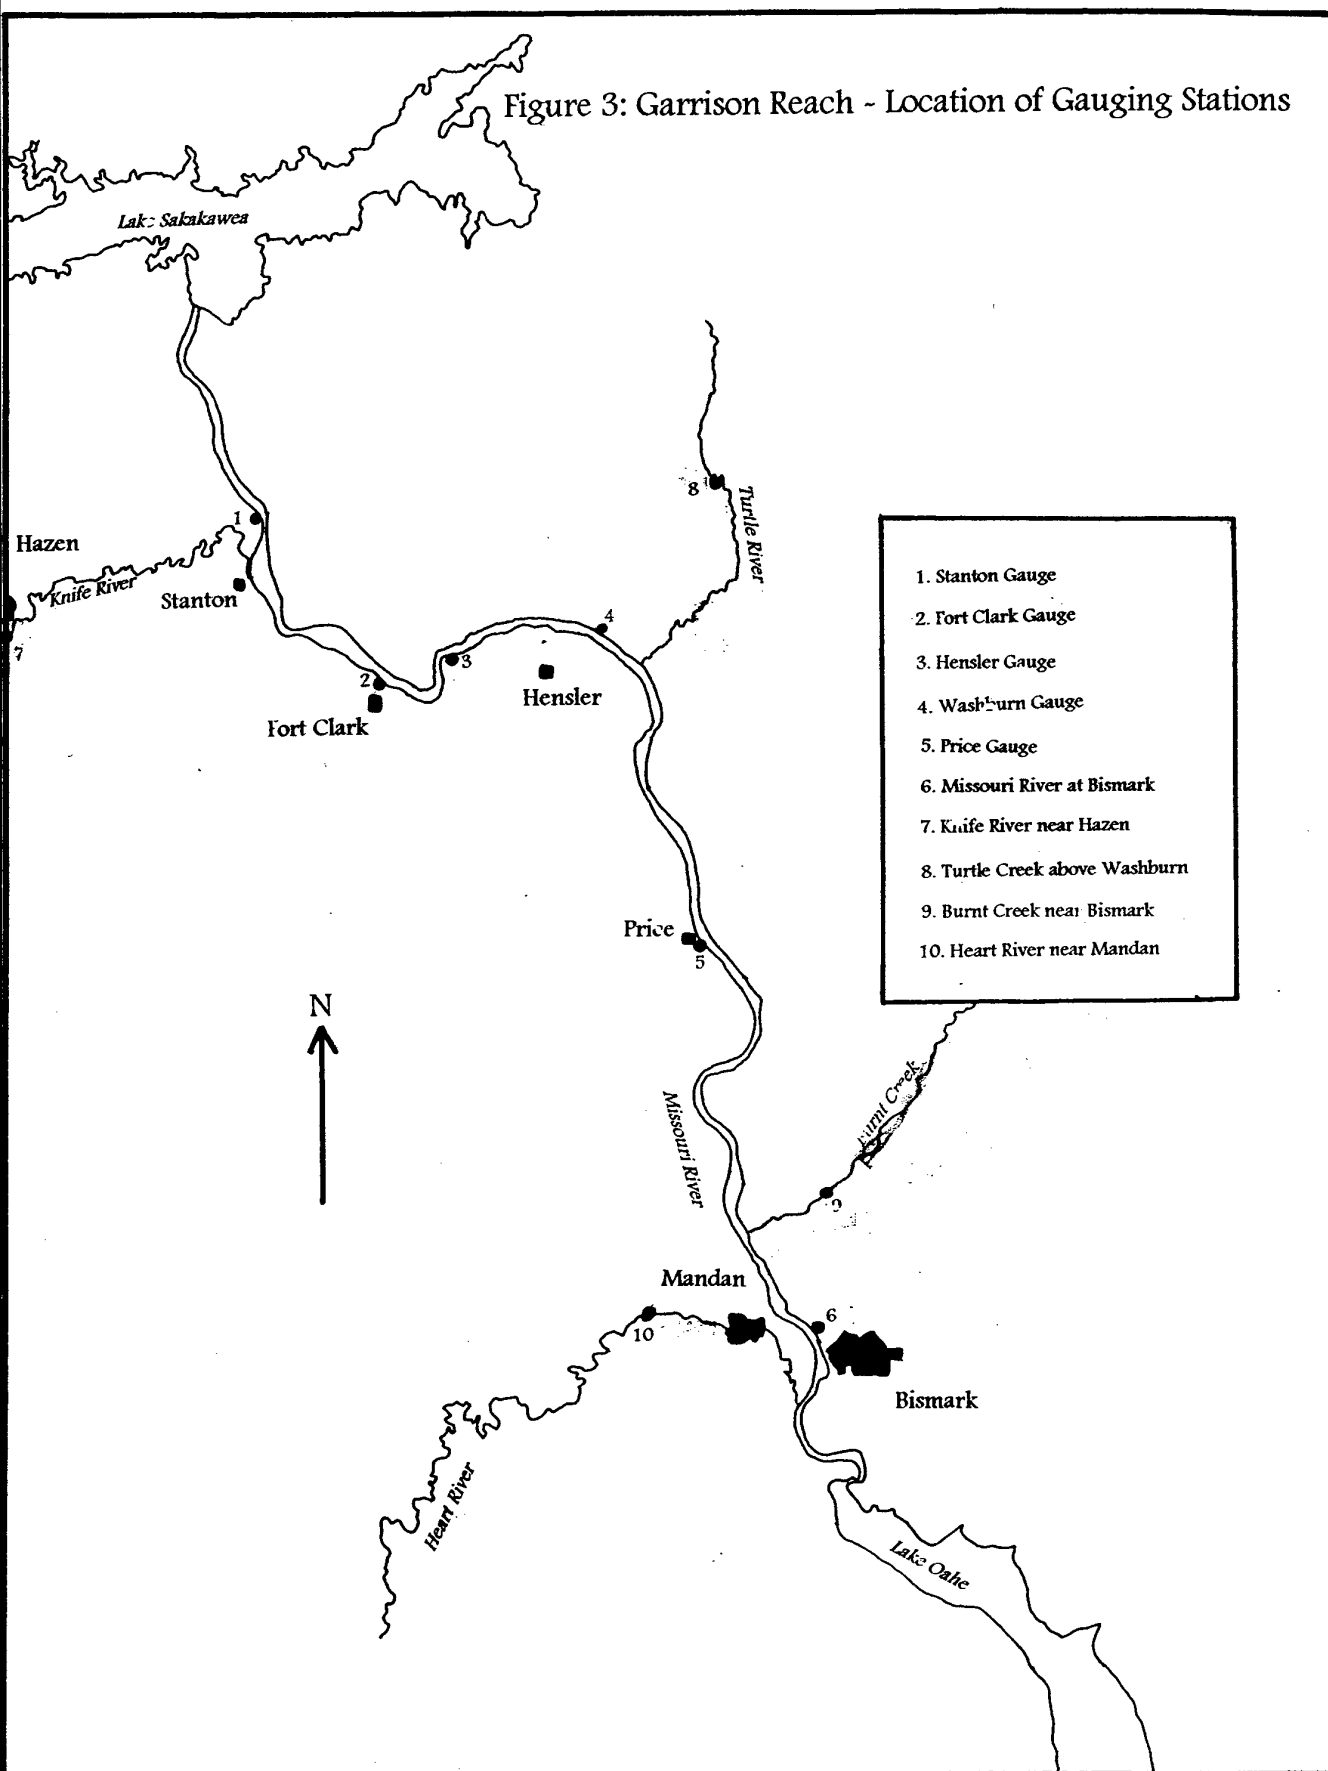 Figure 3: Garrison Reach - Location of Gauging Stations
Lake Sakakawea
8
Turtle River
1
Hazen
Knife River
Stanton
7
4
3
2
Hensler
Fort Clark
1. Stanton Gauge
2. Fort Clark Gauge
3. Hensler Gauge
4. Washburn Gauge
5. Price Gauge
6. Missouri River at Bismark
7. Knife River near Hazen
8. Turtle Creek above Washburn
9. Burnt Creek near Bismark
10. Heart River near Mandan
Price
5
N
Missouri River
Burnt Creek
9
Mandan
6
10
Bismark
Heart River
Lake Oahe